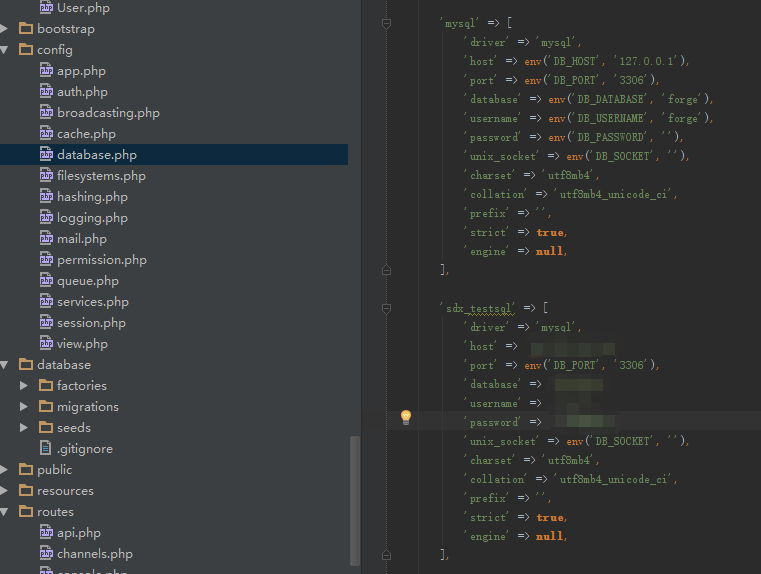 User.php
bootstrap
config
app.php
auth.php
broadcasting.php
cache.php
database.php
filesystems.php
hashing.php
logging.php
mail.php
permission.php
queue.php
services.php
session.php
view.php
database
factories
migrations
seeds
.gitignore
public
resources
routes
api.php
channels.php
console.php
'mysql' => [
'driver' => 'mysql',
'host' => env('DB_HOST', '127.0.0.1'),
'port' => env('DB_PORT', '3306'),
'database' => env('DB_DATABASE', 'forge'),
'username' => env('DB_USERNAME', 'forge'),
'password' => env('DB_PASSWORD', ''),
'unix_socket' => env('DB_SOCKET', ''),
'charset' => 'utf8mb4',
'collation' => 'utf8mb4_unicode_ci',
'prefix' => '',
'strict' => true,
'engine' => null,
],
'sdx_testsql' => [
'driver' => 'mysql',
'host' =>
'port' => env('DB_PORT', '3306'),
'database' =>
'username' =>
'password' =>
'unix_socket' => env('DB_SOCKET', ''),
'charset' => 'utf8mb4',
'collation' => 'utf8mb4_unicode_ci',
'prefix' => '',
'strict' => true,
'engine' => null,
],